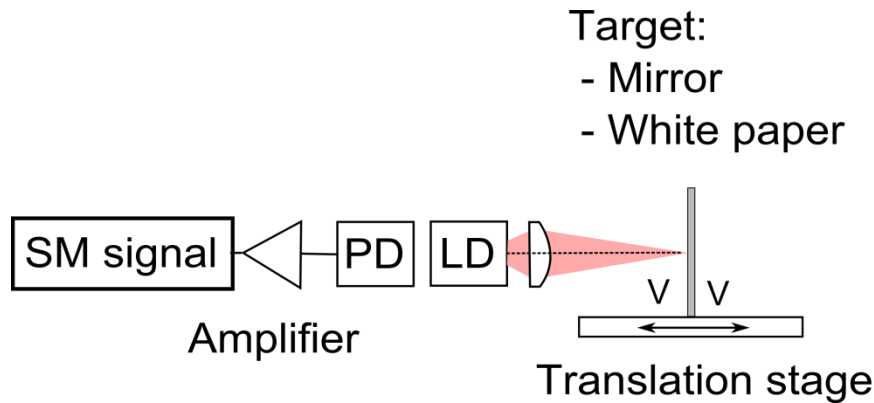 Target:
- Mirror
- White paper
SM signal
PD
LD
V
V
Amplifier
Translation stage